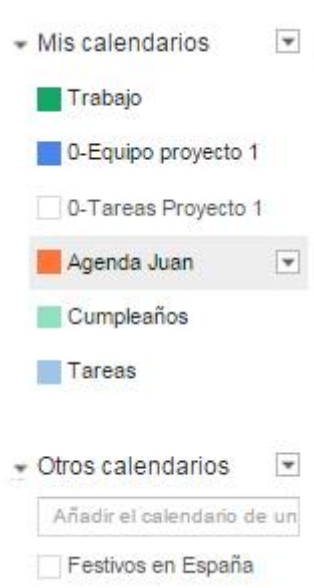 Mis calendarios
Trabajo
0-Equipo proyecto 1
0-Tareas Proyecto 1
Agenda Juan
Cumpleaños
Tareas
Otros calendarios
Añadir el calendario de un
Festivos en España